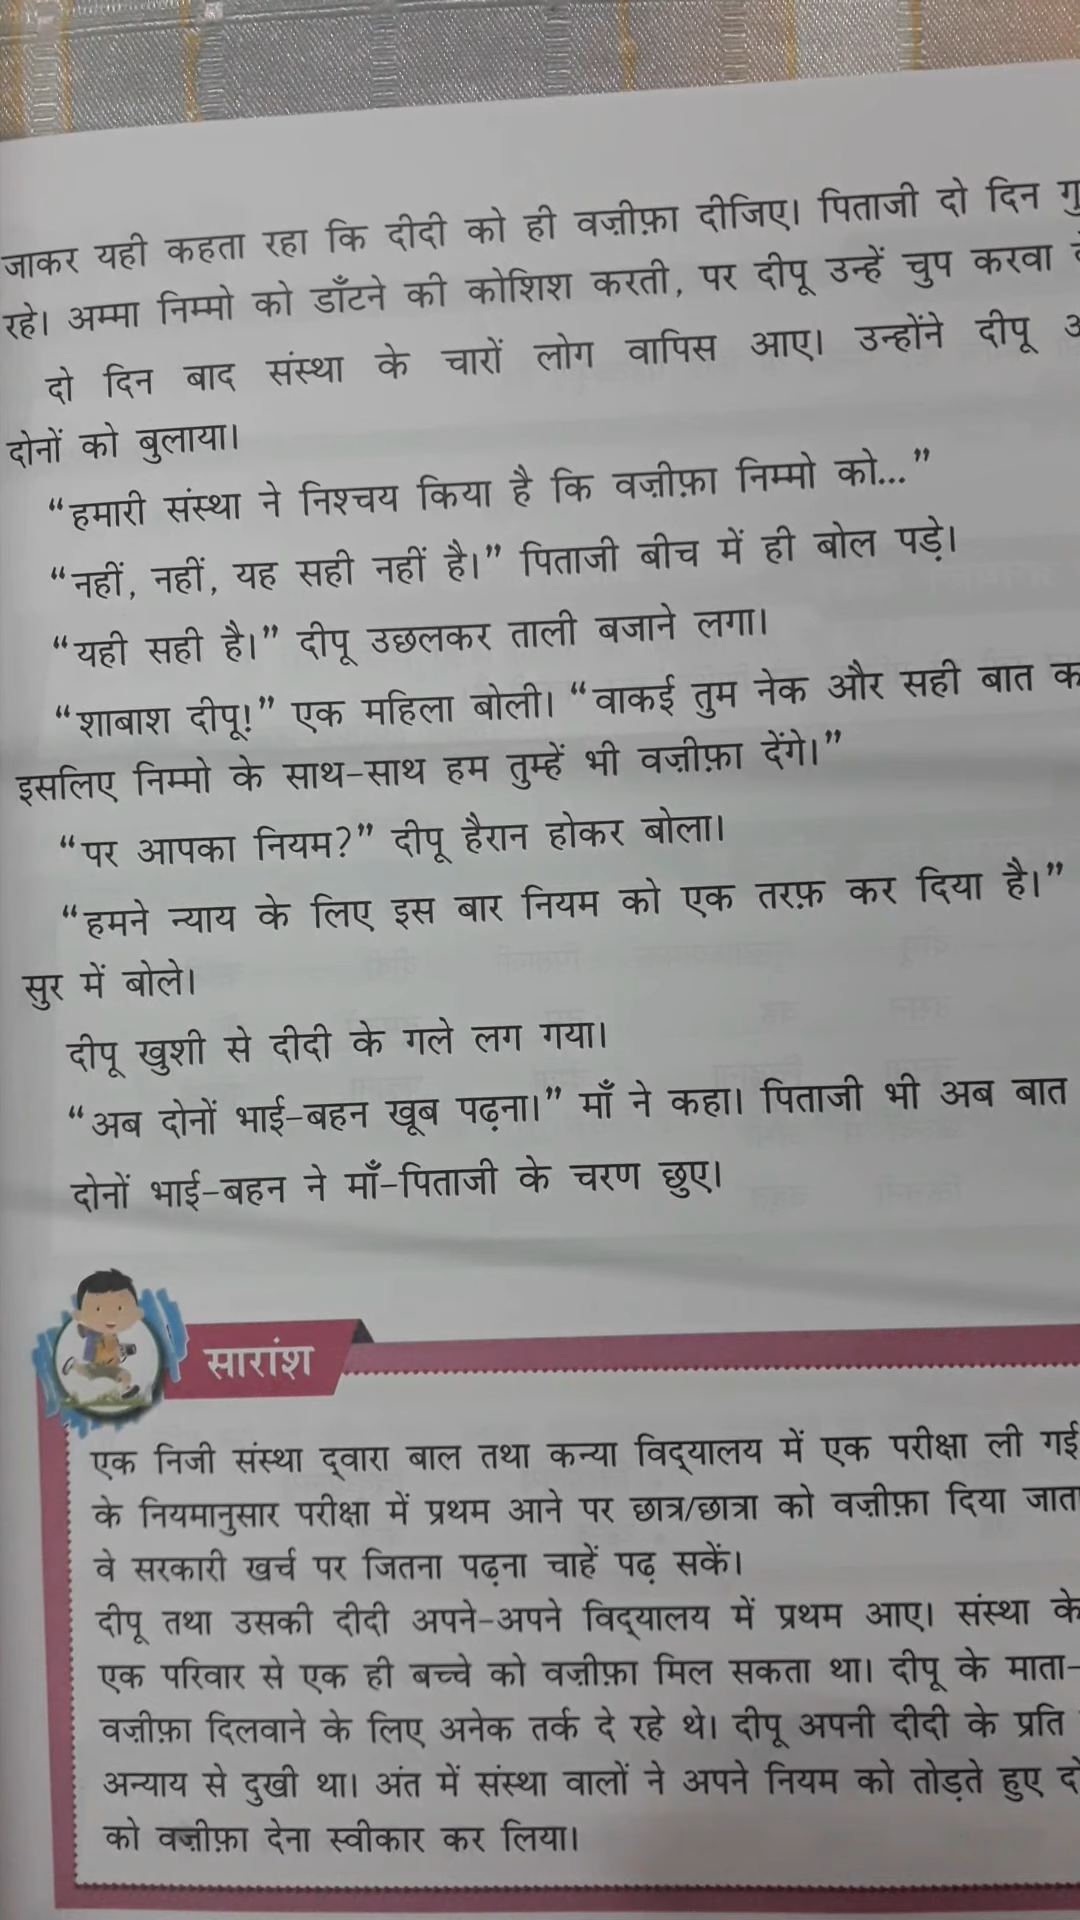 जाकर यही कहता रहा कि दीदी को ही वज़ीफ़ा दीजिए। पिताजी दो दिन
रहे। अम्मा निम्मो को डाँटने की कोशिश करती, पर दीपू उन्हें चुप करवा
दो दिन बाद संस्था के चारों लोग वापिस आए। उन्होंने दीपू
दोनों को बुलाया।
“हमारी संस्था ने निश्चय किया है कि वज़ीफ़ा निम्मो को...”
“नहीं, नहीं, यह सही नहीं है।” पिताजी बीच में ही बोल पड़े।
“यही सही है।” दीपू उछलकर ताली बजाने लगा।
“शाबाश दीपू!” एक महिला बोली। “वाकई तुम नेक और सही बात
इसलिए निम्मो के साथ-साथ हम तुम्हें भी वज़ीफ़ा देंगे।”
“पर आपका नियम?” दीपू हैरान होकर बोला।
“हमने न्याय के लिए इस बार नियम को एक तरफ़ कर दिया है।”
सुर में बोले।
दीपू खुशी से दीदी के गले लग गया।
“अब दोनों भाई-बहन खूब पढ़ना।” माँ ने कहा। पिताजी भी अब बात
दोनों भाई-बहन ने माँ-पिताजी के चरण छुए।
सारांश
एक निजी संस्था द्वारा बाल तथा कन्या विद्यालय में एक परीक्षा ली गई
के नियमानुसार परीक्षा में प्रथम आने पर छात्र/छात्रा को वज़ीफ़ा दिया जाता
वे सरकारी खर्च पर जितना पढ़ना चाहें पढ़ सकें।
दीपू तथा उसकी दीदी अपने-अपने विद्यालय में प्रथम आए। संस्था के
एक परिवार से एक ही बच्चे को वज़ीफ़ा मिल सकता था। दीपू के माता-
वज़ीफ़ा दिलवाने के लिए अनेक तर्क दे रहे थे। दीपू अपनी दीदी के प्रति
अन्याय से दुखी था। अंत में संस्था वालों ने अपने नियम को तोड़ते हुए
को वज़ीफ़ा देना स्वीकार कर लिया।